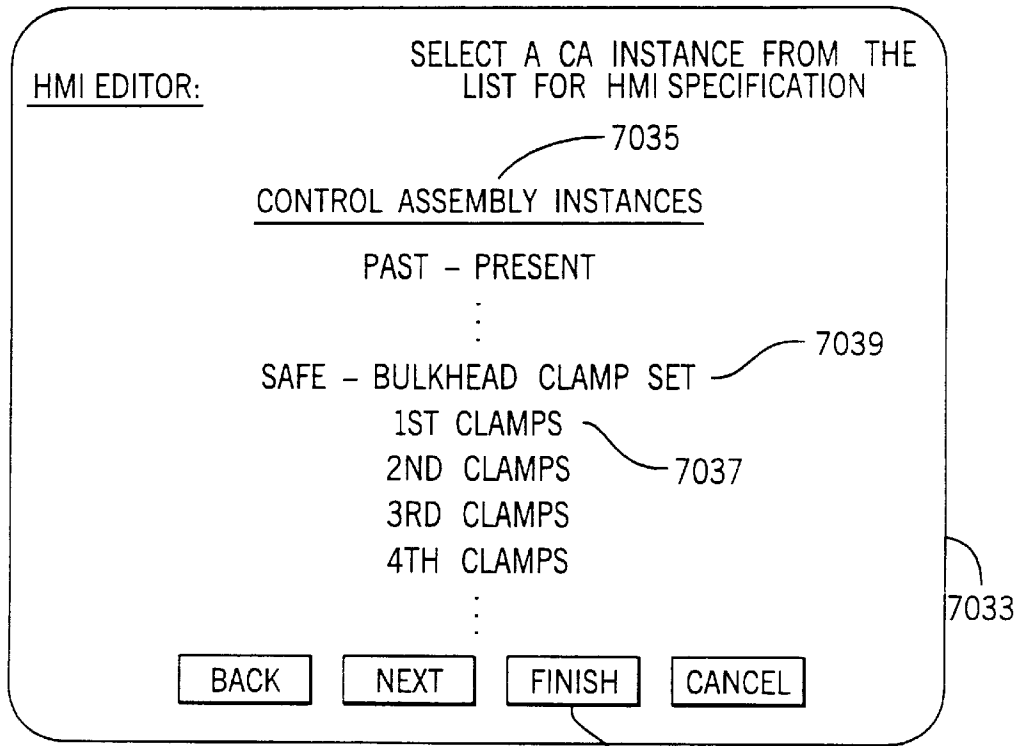 SELECT A CA INSTANCE FROM THE
HMI EDITOR:
LIST FOR HMI SPECIFICATION
7035
CONTROL ASSEMBLY INSTANCES
PAST – PRESENT
SAFE – BULKHEAD CLAMP SET
7039
1ST CLAMPS
2ND CLAMPS
7037
3RD CLAMPS
4TH CLAMPS
7033
BACK
NEXT
FINISH
CANCEL